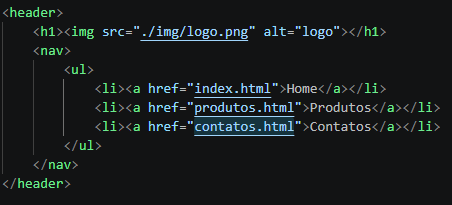 <header>
<h1><img src="./img/logo.png" alt="logo"></h1>
<nav>
<ul>
<li><a href="index.html">Home</a></li>
<li><a href="produtos.html">Produtos</a></li>
<li><a href="contatos.html">Contatos</a></li>
</ul>
</nav>
</header>